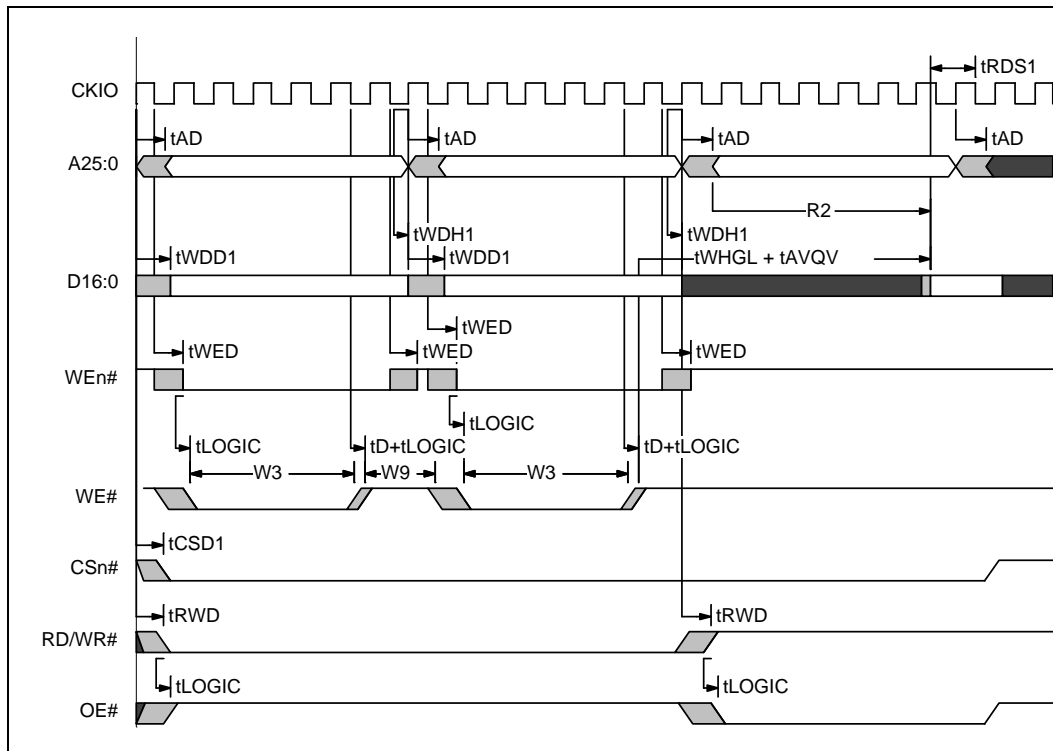 tRDS1
CKIO
tAD tAD tAD tAD
A25:0
R2
tWDH1 tWDH1
tWDD1 tWDD1 tWHGL + tAVQV
D16:0
tWED
tWED tWED tWED
WEn#
tLOGIC
tLOGIC tD+tLOGIC tD+tLOGIC
W3 W9 W3
WE#
tCSD1
CSn#
tRWD tRWD
RD/WR#
tLOGIC tLOGIC
OE#